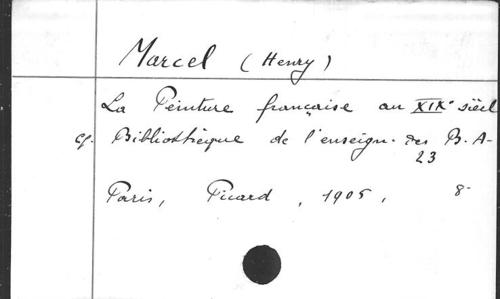 Marcel (Henry)
La Peinture française au XIXe siècl
cf. Bibliothèque de l'enseign. des B.A-
23
Paris, Picard, 1905, 8-